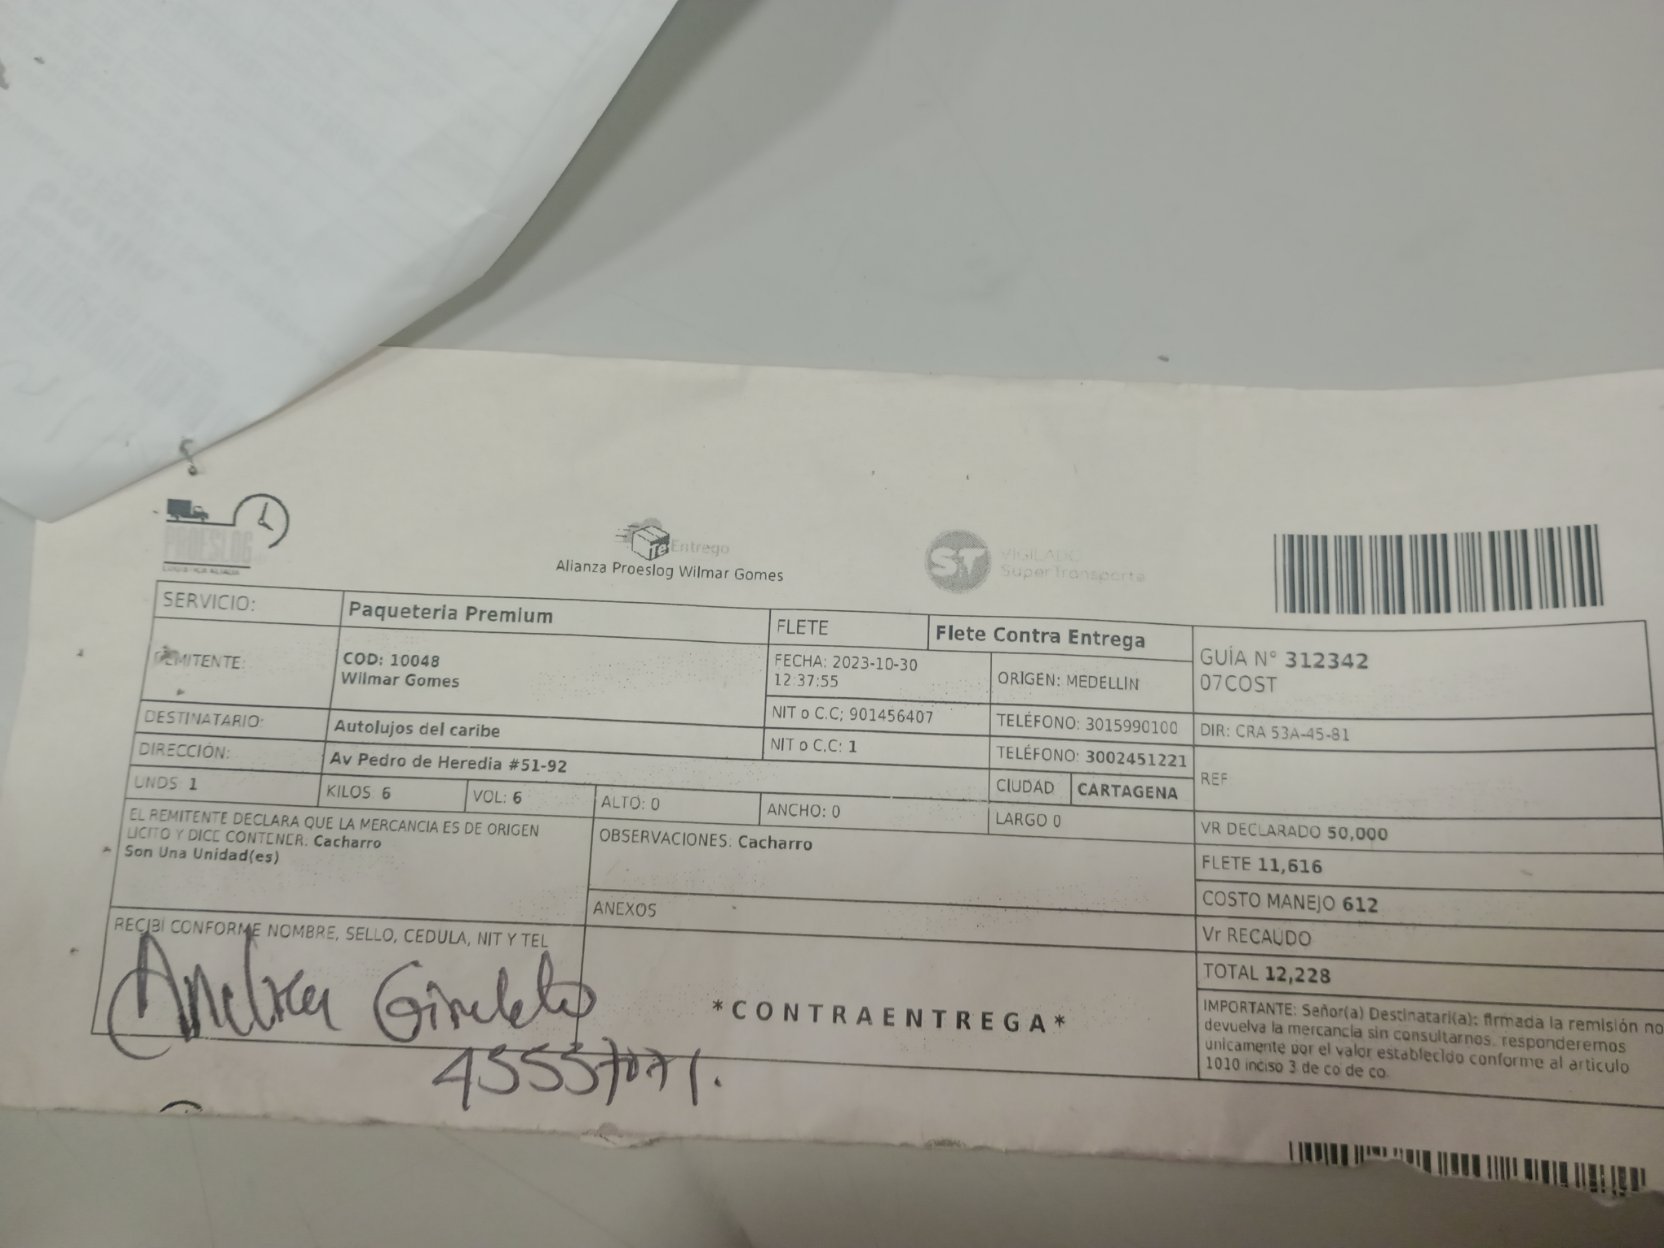 PROESLOG
TeEntrego
Alianza Proeslog Wilmar Gomes
ST
VIGILADO
SuperTransporte
SERVICIO: Paqueteria Premium FLETE Flete Contra Entrega
GUÍA N° 312342
07COST
REMITENTE: COD: 10048
Wilmar Gomes
FECHA: 2023-10-30
12:37:55
ORIGEN: MEDELLIN
NIT o C.C; 901456407 TELÉFONO: 3015990100 DIR: CRA 53A-45-81
DESTINATARIO: Autolujos del caribe NIT o C.C: 1 TELÉFONO: 3002451221
DIRECCIÓN: Av Pedro de Heredia #51-92 CIUDAD CARTAGENA REF
UNDS 1 KILOS 6 VOL: 6 ALTO: 0 ANCHO: 0 LARGO 0
EL REMITENTE DECLARA QUE LA MERCANCIA ES DE ORIGEN
LICITO Y DICE CONTENER: Cacharro
Son Una Unidad(es)
OBSERVACIONES: Cacharro
ANEXOS
VR DECLARADO 50,000
FLETE 11,616
COSTO MANEJO 612
Vr RECAUDO
TOTAL 12,228
RECIBÍ CONFORME NOMBRE, SELLO, CEDULA, NIT Y TEL
Andrea Giraldo
45557071.
*CONTRAENTREGA*
IMPORTANTE: Señor(a) Destinatari(a): firmada la remisión no
devuelva la mercancia sin consultarnos, responderemos
unicamente por el valor establecido conforme al articulo
1010 inciso 3 de co de co